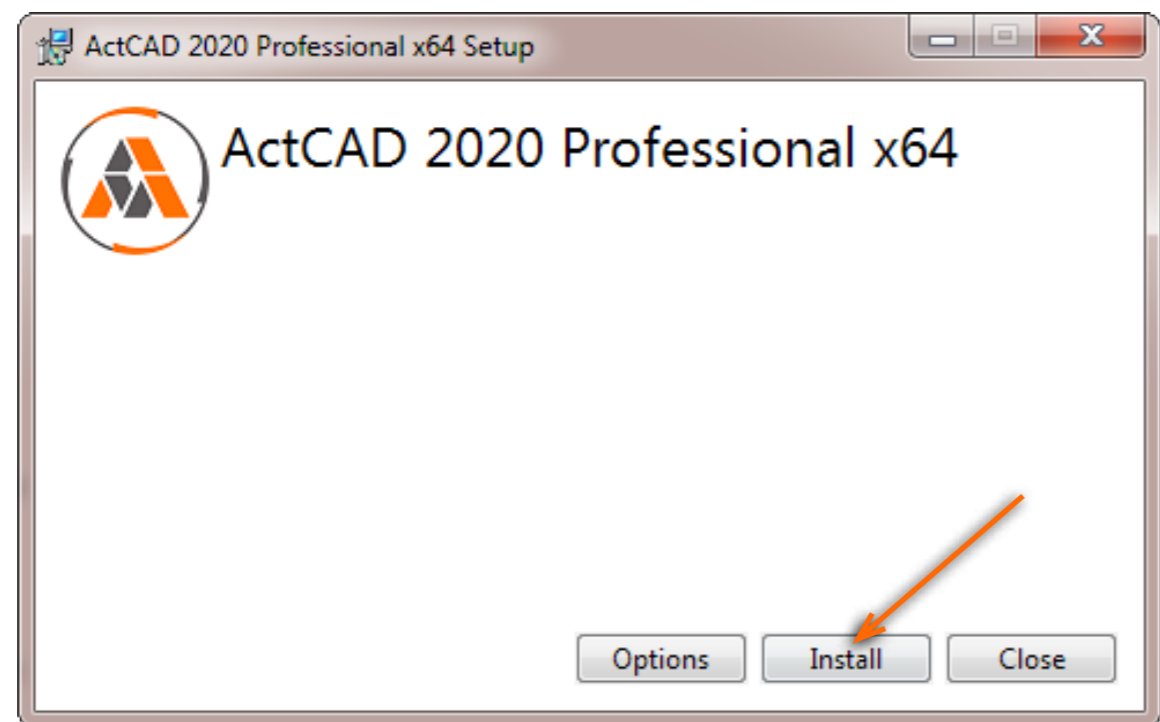 ActCAD 2020 Professional x64 Setup
ActCAD 2020 Professional x64
Options Install Close